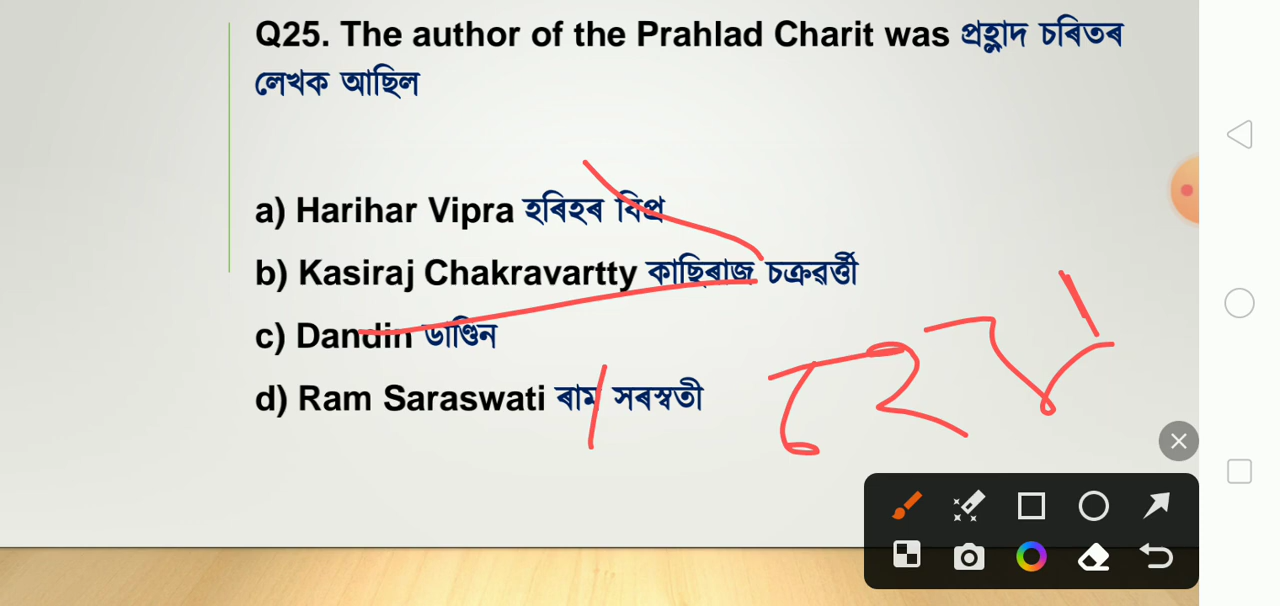 Q25. The author of the Prahlad Charit was প্ৰহ্লাদ চৰিতৰ
লেখক আছিল
a) Harihar Vipra হৰিহৰ বিপ্ৰ
b) Kasiraj Chakravartty কাছিৰাজ চক্ৰৱৰ্ত্তী
c) Dandin ডাণ্ডিন
d) Ram Saraswati ৰাম সৰস্বতী